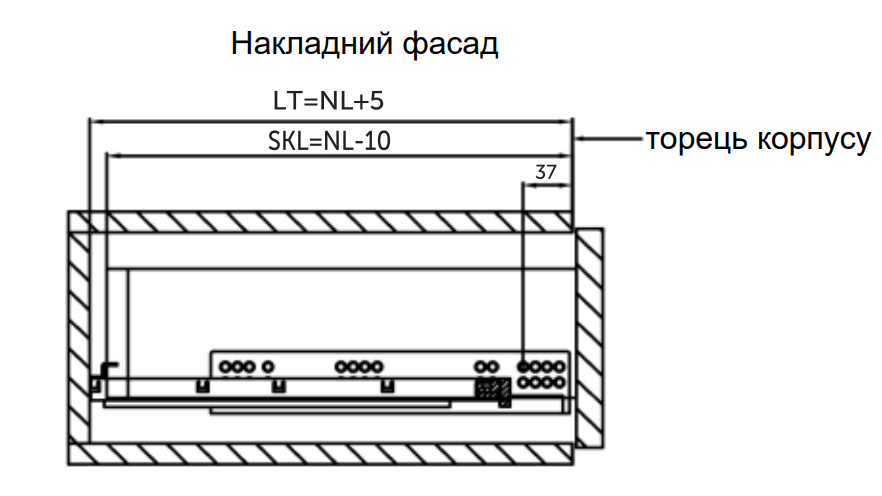 Накладний фасад
LT=NL+5
SKL=NL-10
торець корпусу
37